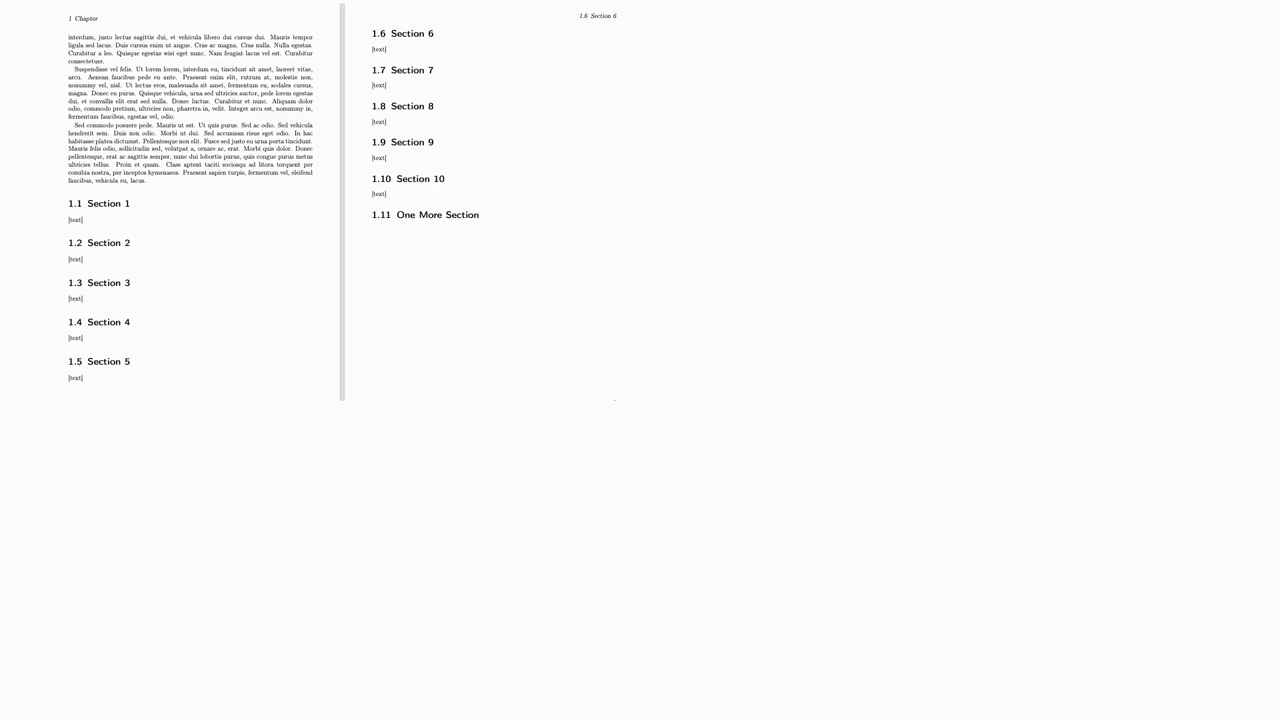 1 Chapter
interdum, justo lectus sagittis dui, et vehicula libero dui cursus dui. Mauris tempor
ligula sed lacus. Duis cursus enim ut augue. Cras ac magna. Cras nulla. Nulla egestas.
Curabitur a leo. Quisque egestas wisi eget nunc. Nam feugiat lacus vel est. Curabitur
consectetuer.
Suspendisse vel felis. Ut lorem lorem, interdum eu, tincidunt sit amet, laoreet vitae,
arcu. Aenean faucibus pede eu ante. Praesent enim elit, rutrum at, molestie non,
nonummy vel, nisl. Ut lectus eros, malesuada sit amet, fermentum eu, sodales cursus,
magna. Donec eu purus. Quisque vehicula, urna sed ultricies auctor, pede lorem egestas
dui, et convallis elit erat sed nulla. Donec luctus. Curabitur et nunc. Aliquam dolor
odio, commodo pretium, ultricies non, pharetra in, velit. Integer arcu est, nonummy in,
fermentum faucibus, egestas vel, odio.
Sed commodo posuere pede. Mauris ut est. Ut quis purus. Sed ac odio. Sed vehicula
hendrerit sem. Duis non odio. Morbi ut dui. Sed accumsan risus eget odio. In hac
habitasse platea dictumst. Pellentesque non elit. Fusce sed justo eu urna porta tincidunt.
Mauris felis odio, sollicitudin sed, volutpat a, ornare ac, erat. Morbi quis dolor. Donec
pellentesque, erat ac sagittis semper, nunc dui lobortis purus, quis congue purus metus
ultricies tellus. Proin et quam. Class aptent taciti sociosqu ad litora torquent per
conubia nostra, per inceptos hymenaeos. Praesent sapien turpis, fermentum vel, eleifend
faucibus, vehicula eu, lacus.
1.1 Section 1
[text]
1.2 Section 2
[text]
1.3 Section 3
[text]
1.4 Section 4
[text]
1.5 Section 5
[text]
1.6 Section 6
1.6 Section 6
[text]
1.7 Section 7
[text]
1.8 Section 8
[text]
1.9 Section 9
[text]
1.10 Section 10
[text]
1.11 One More Section